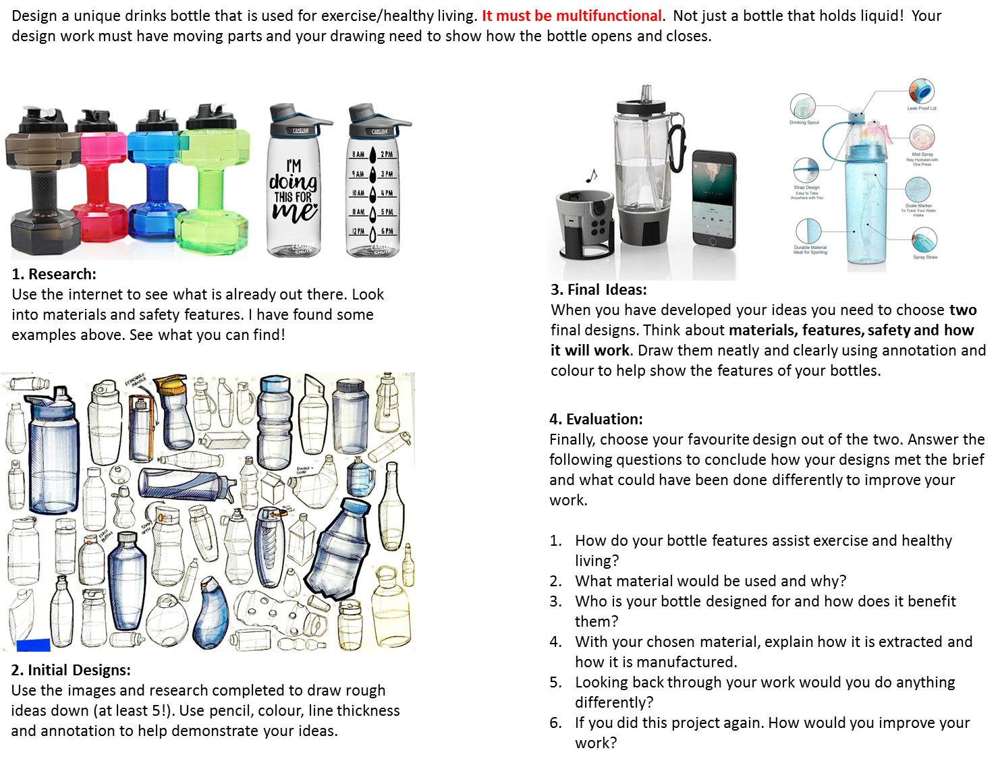 Design a unique drinks bottle that is used for exercise/healthy living. It must be multifunctional. Not just a bottle that holds liquid! Your
design work must have moving parts and your drawing need to show how the bottle opens and closes.
CAMELBAK
I'M
doing
THIS FOR
me
CAMELBAK
CHUTE
CAMELBAK
8 AM 2 PM
9 AM 3 PM
10 AM 4 PM
11 AM 5 PM
12 PM 6 PM
CAMELBAK
CHUTE
Drinking Spout
Leak Proof Lid
Mist Spray
Stay Hydrated with
One Press
Strap Design
Easy to Take
Anywhere with You
400ml
600ml
Scale Marker
To Track Your Water
Intake
Durable Material
Ideal for Sporting
Spray Straw
1. Research:
Use the internet to see what is already out there. Look
into materials and safety features. I have found some
examples above. See what you can find!
DETACHABLE
HANDLE
DOUBLE-
SIDED
SNAP
OPEN
CLICK
BUTTON
2. Initial Designs:
Use the images and research completed to draw rough
ideas down (at least 5!). Use pencil, colour, line thickness
and annotation to help demonstrate your ideas.
3. Final Ideas:
When you have developed your ideas you need to choose two
final designs. Think about materials, features, safety and how
it will work. Draw them neatly and clearly using annotation and
colour to help show the features of your bottles.
4. Evaluation:
Finally, choose your favourite design out of the two. Answer the
following questions to conclude how your designs met the brief
and what could have been done differently to improve your
work.
1. How do your bottle features assist exercise and healthy
living?
2. What material would be used and why?
3. Who is your bottle designed for and how does it benefit
them?
4. With your chosen material, explain how it is extracted and
how it is manufactured.
5. Looking back through your work would you do anything
differently?
6. If you did this project again. How would you improve your
work?